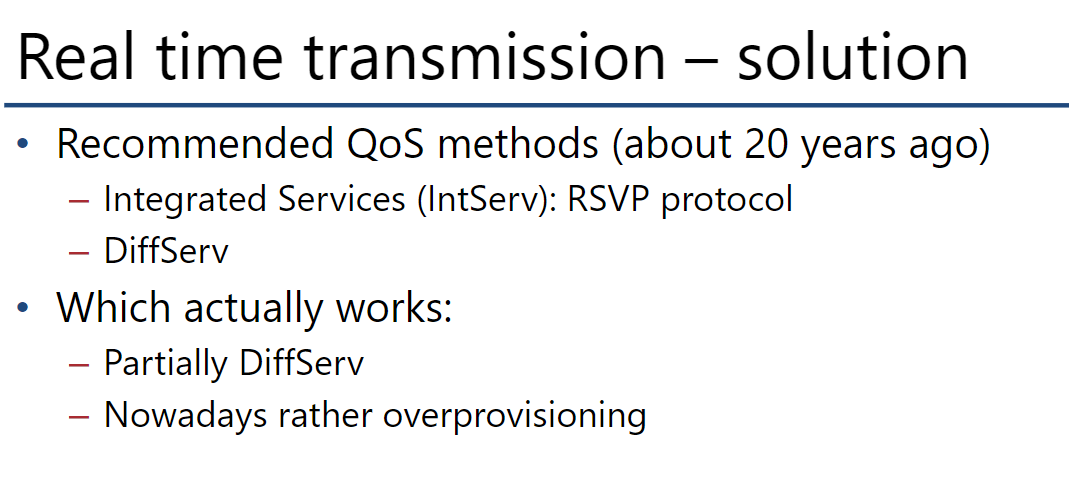 Real time transmission – solution
• Recommended QoS methods (about 20 years ago)
– Integrated Services (IntServ): RSVP protocol
– DiffServ
• Which actually works:
– Partially DiffServ
– Nowadays rather overprovisioning